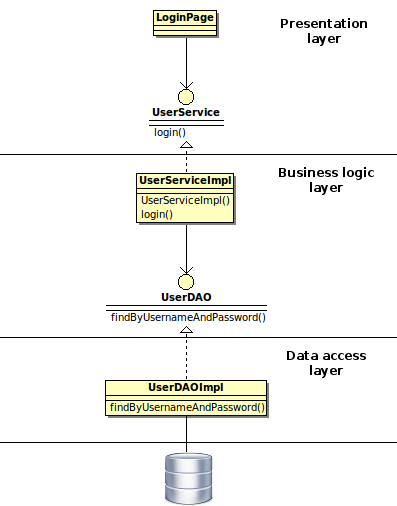 LoginPage
Presentation
layer
UserService
login()
Business logic
layer
UserServiceImpl
UserServiceImpl()
login()
UserDAO
findByUsernameAndPassword()
Data access
layer
UserDAOImpl
findByUsernameAndPassword()